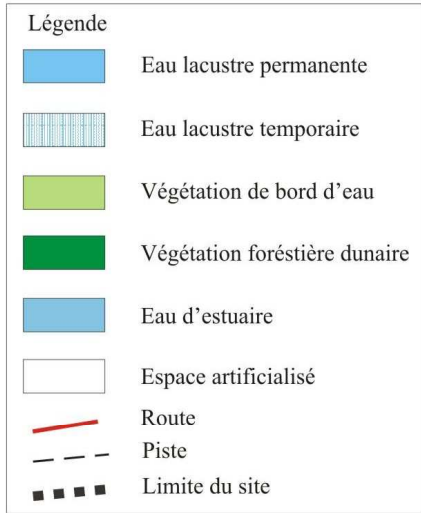 Légende
Eau lacustre permanente
Eau lacustre temporaire
Végétation de bord d'eau
Végétation foréstière dunaire
Eau d'estuaire
Espace artificialisé
Route
Piste
Limite du site